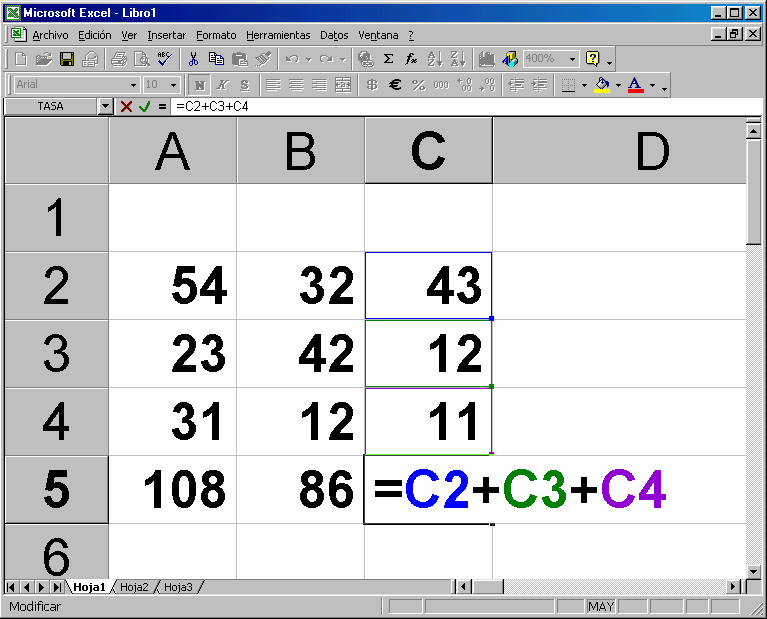 Microsoft Excel - Libro1
Archivo Edición Ver Insertar Formato Herramientas Datos Ventana ?
400%
Arial 10 N K S € % 000
TASA =C2+C3+C4
A B C D
1
2 54 32 43
3 23 42 12
4 31 12 11
5 108 86 =C2+C3+C4
6
Hoja1 Hoja2 Hoja3
Modificar MAY